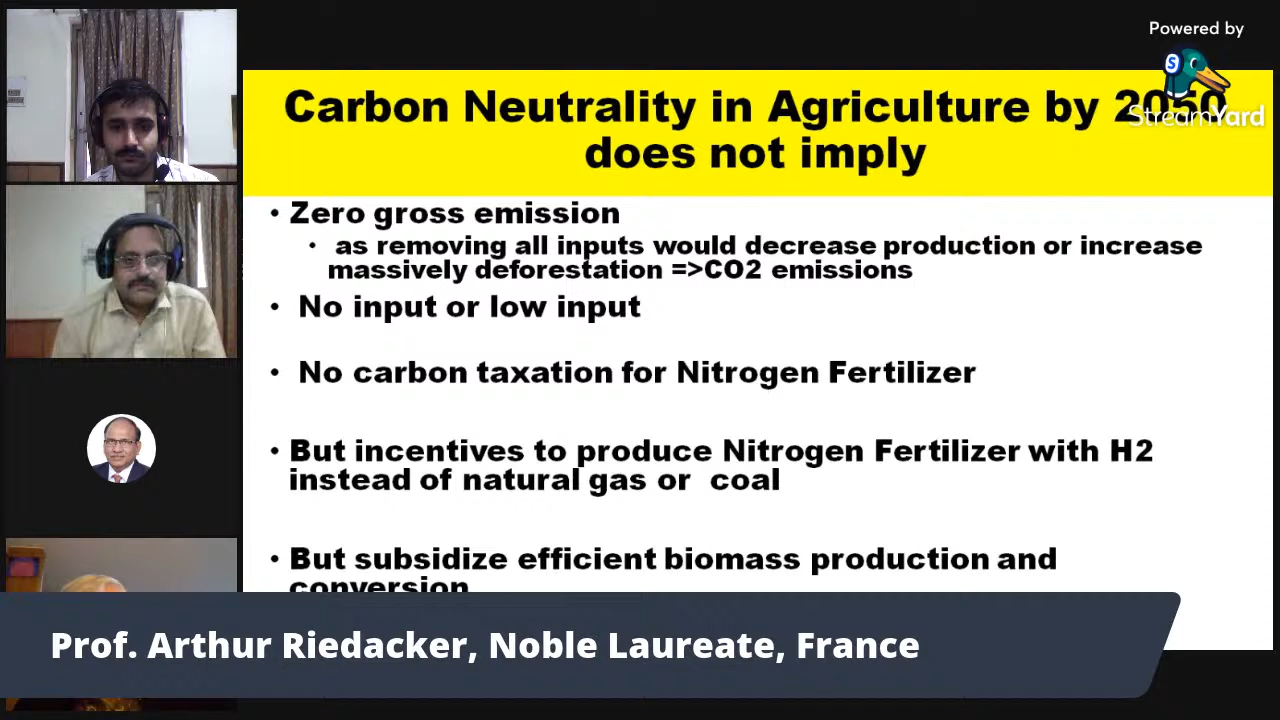 Powered by
StreamYard
Carbon Neutrality in Agriculture by 2050
does not imply
• Zero gross emission
• as removing all inputs would decrease production or increase
massively deforestation =>CO2 emissions
• No input or low input
• No carbon taxation for Nitrogen Fertilizer
• But incentives to produce Nitrogen Fertilizer with H2
instead of natural gas or coal
• But subsidize efficient biomass production and
conversion
Prof. Arthur Riedacker, Noble Laureate, France